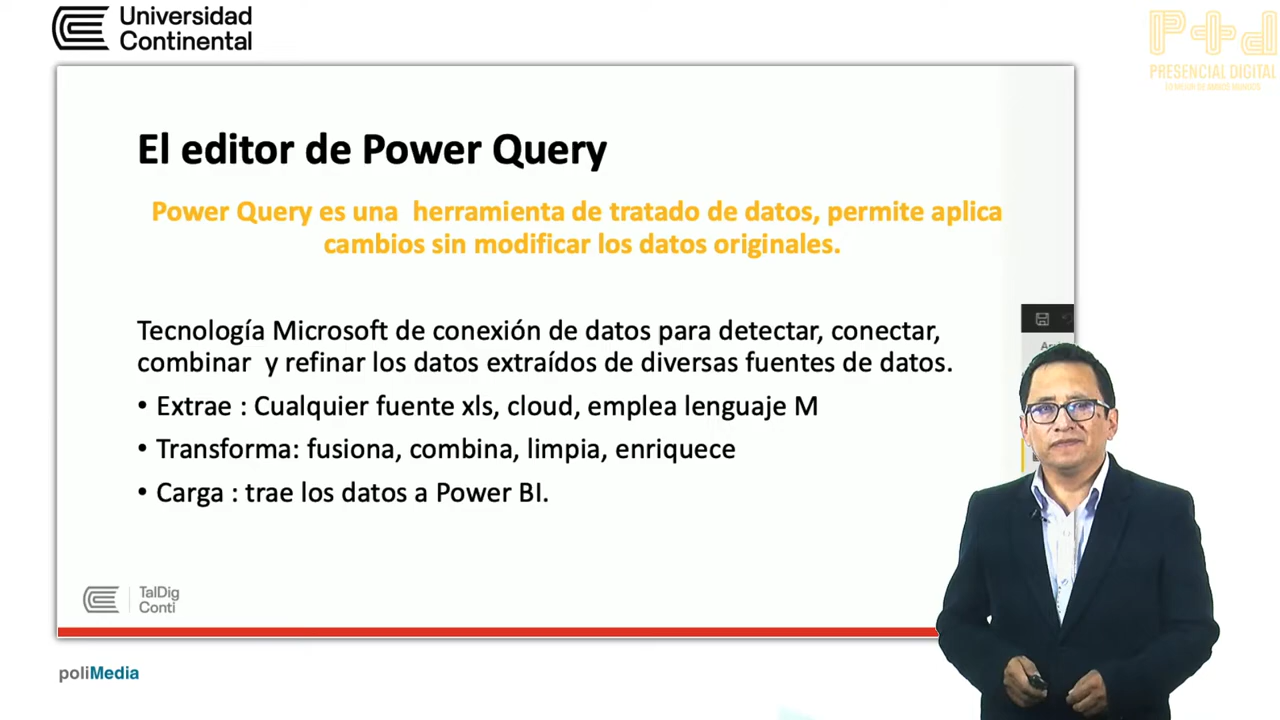 Universidad
Continental
PRESENCIAL DIGITAL
El editor de Power Query
Power Query es una herramienta de tratado de datos, permite aplica
cambios sin modificar los datos originales.
Tecnología Microsoft de conexión de datos para detectar, conectar,
combinar y refinar los datos extraídos de diversas fuentes de datos.
• Extrae : Cualquier fuente xls, cloud, emplea lenguaje M
• Transforma: fusiona, combina, limpia, enriquece
• Carga : trae los datos a Power BI.
TalDig
Conti
poliMedia